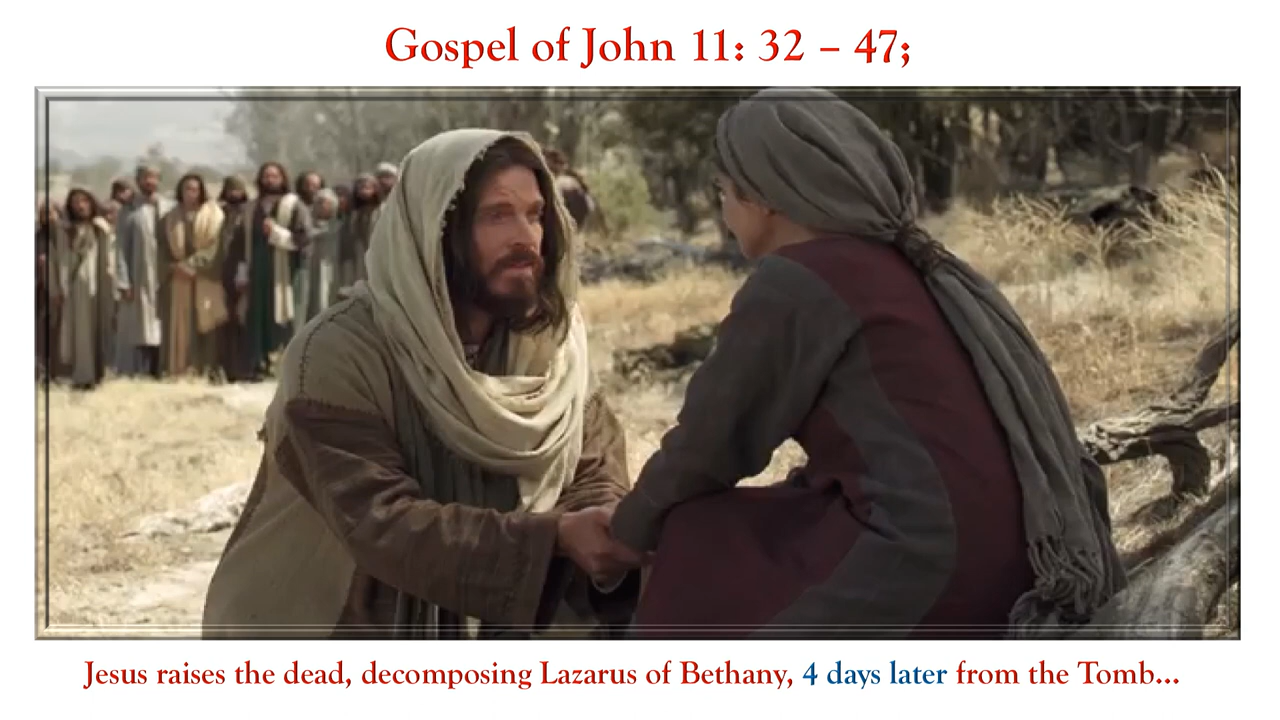 Gospel of John 11: 32 – 47;
Jesus raises the dead, decomposing Lazarus of Bethany, 4 days later from the Tomb...